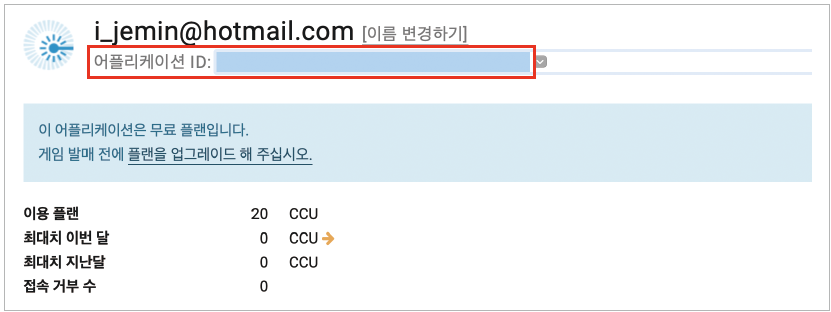 i_jemin@hotmail.com [이름 변경하기]
어플리케이션 ID:
이 어플리케이션은 무료 플랜입니다.
게임 발매 전에 플랜을 업그레이드 해 주십시오.
이용 플랜 20 CCU
최대치 이번 달 0 CCU
최대치 지난달 0 CCU
접속 거부 수 0